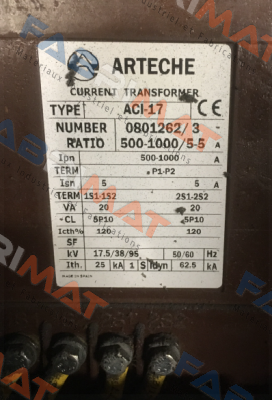 ARTECHE
CURRENT TRANSFORMER
TYPE ACI-17 CE
NUMBER 0801262/ 3 -
RATIO 500-1000/5-5 A
Ipn 500-1000 A
TERM P1-P2
Isn 5 5 A
TERM 1S1-1S2 2S1-2S2
VA 20 20
CL 5P10 5P10
Icth% 120 120
SF
kV 17.5/38/95 50/60 Hz
Ith. 25 kA 1 S Idyn 62.5 kA